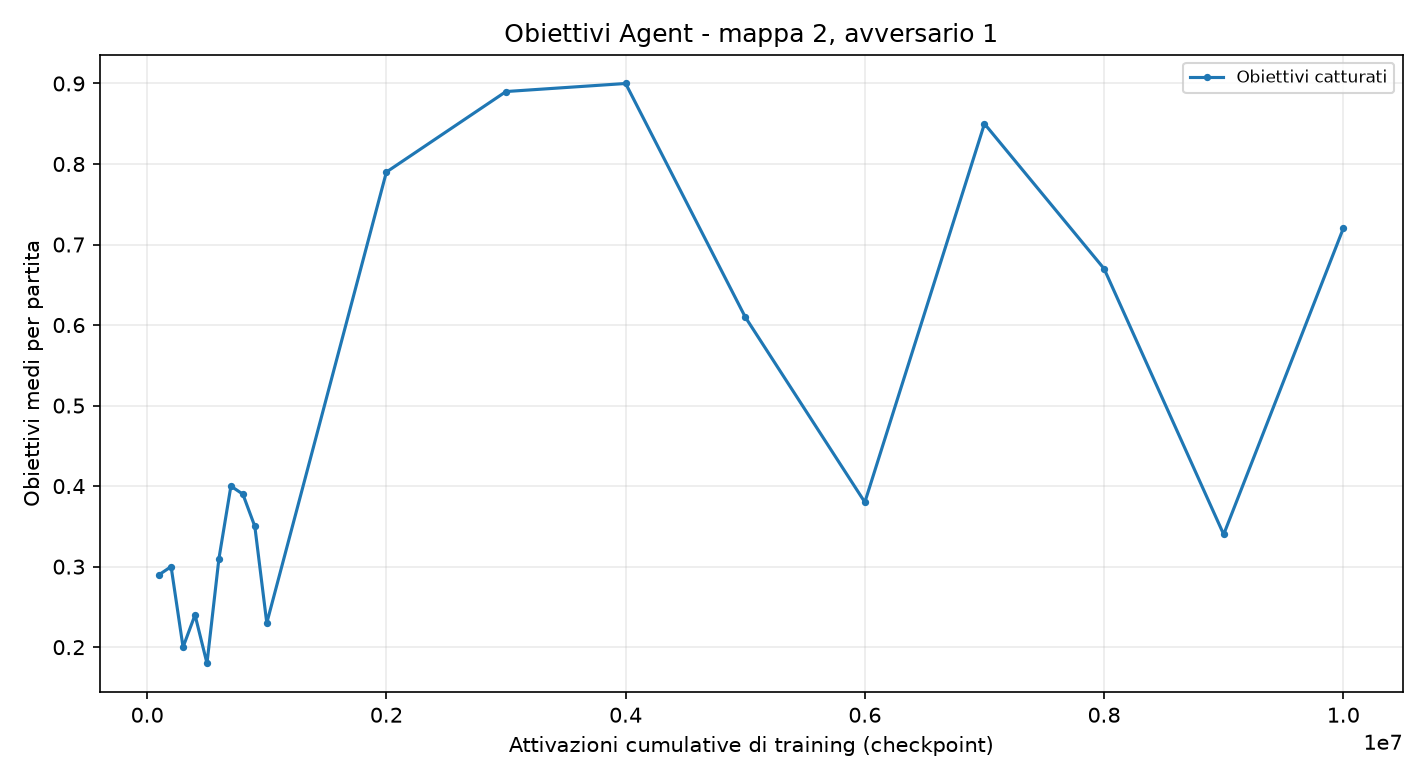 Obiettivi Agent - mappa 2, avversario 1
Obiettivi catturati
Obiettivi medi per partita
0.9
0.8
0.7
0.6
0.5
0.4
0.3
0.2
0.0
0.2
0.4
0.6
0.8
1.0
1e7
Attivazioni cumulative di training (checkpoint)